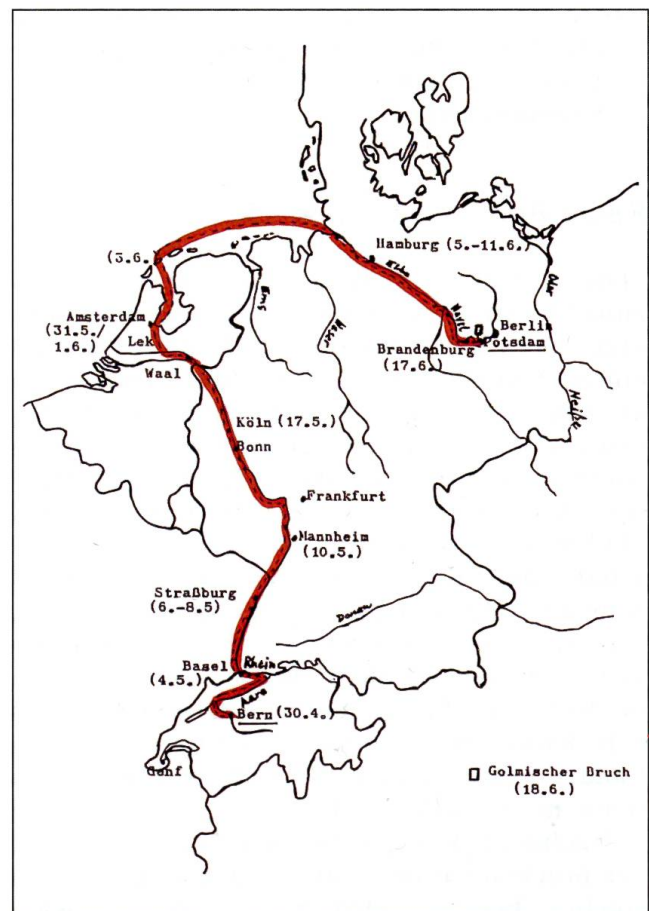 Hamburg (5.-11.6.)
(3.6.)
Elbe
Oder
Ems
Weser
Havel
Amsterdam
(31.5./
1.6.)
Lek
Waal
Berlin
Potsdam
Brandenburg
(17.6.)
Neiße
Köln (17.5.)
Bonn
Frankfurt
Mannheim
(10.5.)
Straßburg
(6.-8.5)
Donau
Basel
(4.5.)
Rhein
Aare
Bern (30.4.)
Genf
Golmischer Bruch
(18.6.)